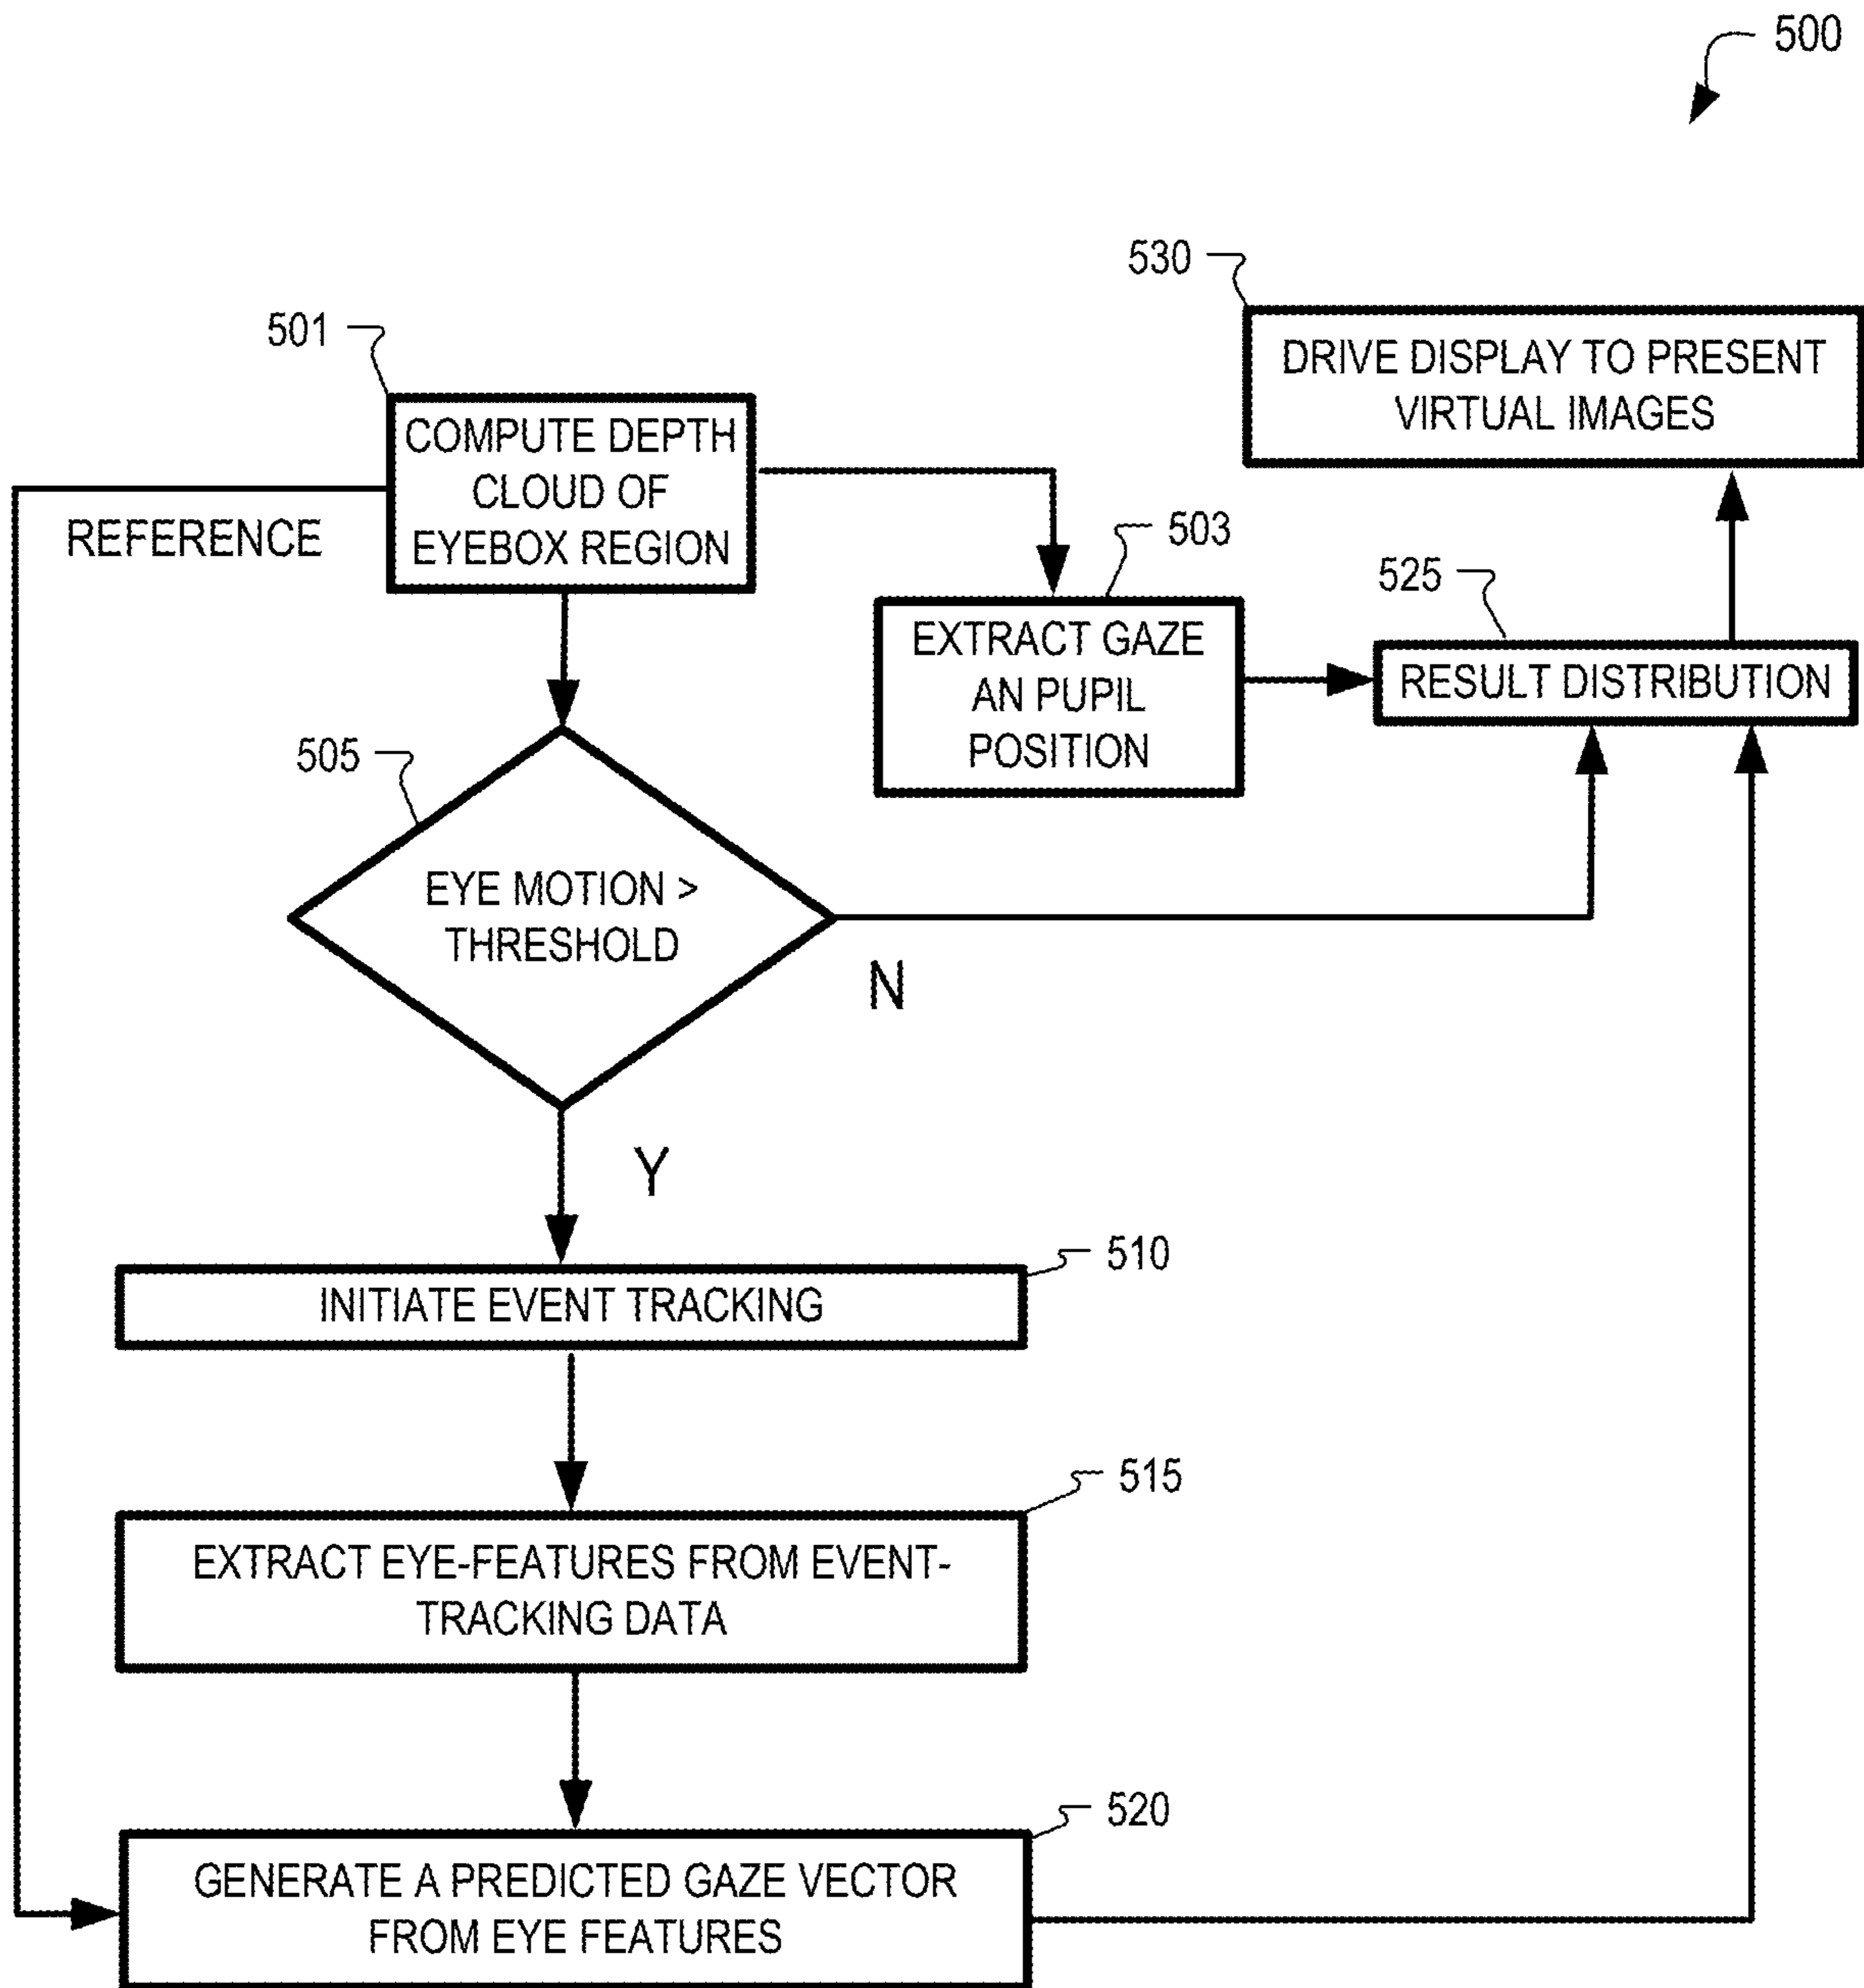 500
530
DRIVE DISPLAY TO PRESENT
VIRTUAL IMAGES
501
COMPUTE DEPTH
CLOUD OF
EYEBOX REGION
REFERENCE
503
EXTRACT GAZE
AN PUPIL
POSITION
525
RESULT DISTRIBUTION
505
EYE MOTION >
THRESHOLD
N
Y
510
INITIATE EVENT TRACKING
515
EXTRACT EYE-FEATURES FROM EVENT-
TRACKING DATA
520
GENERATE A PREDICTED GAZE VECTOR
FROM EYE FEATURES